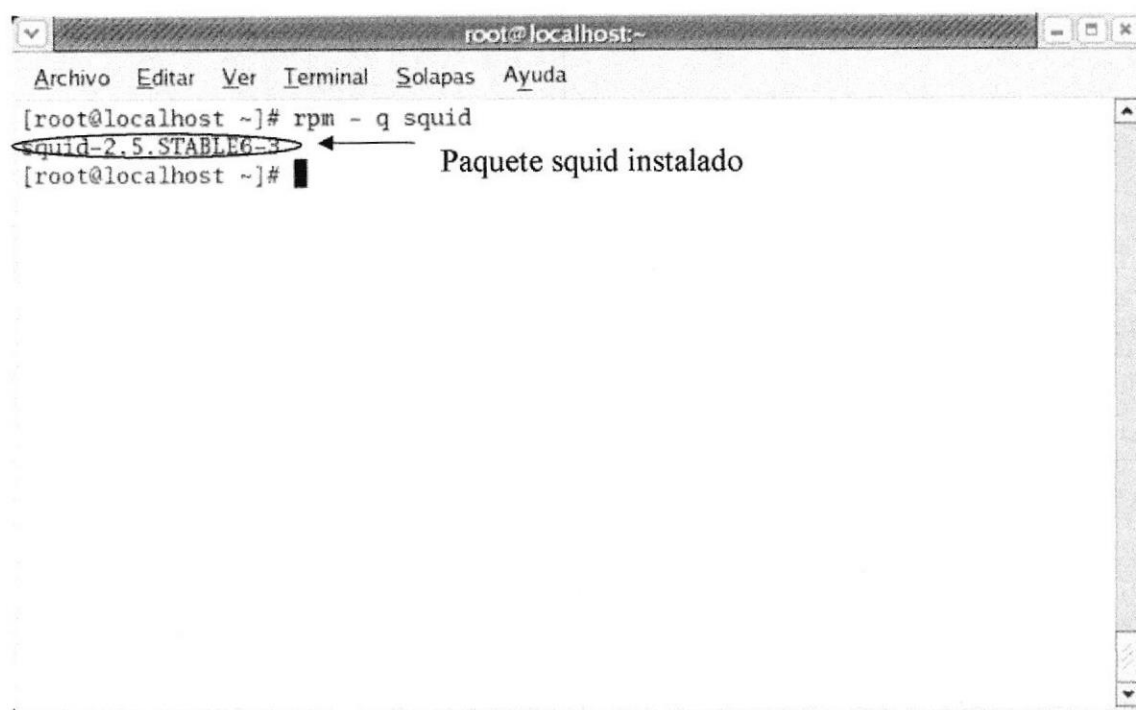 root@localhost:~
Archivo Editar Ver Terminal Solapas Ayuda
[root@localhost ~]# rpm - q squid
squid-2.5.STABLE6-3
Paquete squid instalado
[root@localhost ~]#